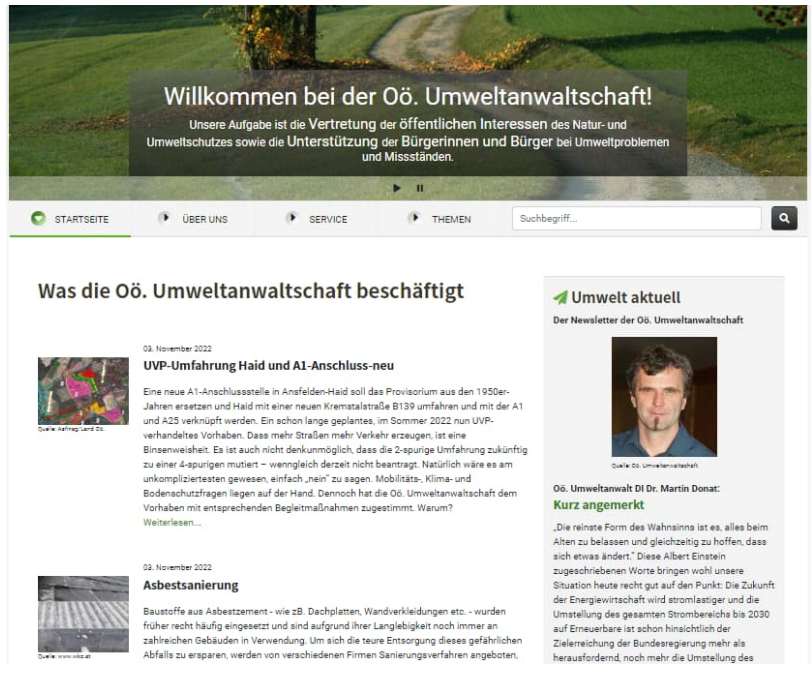 Willkommen bei der Oö. Umweltanwaltschaft!
Unsere Aufgabe ist die Vertretung der öffentlichen Interessen des Natur- und
Umweltschutzes sowie die Unterstützung der Bürgerinnen und Bürger bei Umweltproblemen
und Missständen.
STARTSEITE
ÜBER UNS
SERVICE
THEMEN
Suchbegriff...
Was die Oö. Umweltanwaltschaft beschäftigt
03. November 2022
UVP-Umfahrung Haid und A1-Anschluss-neu
Eine neue A1-Anschlussstelle in Ansfelden-Haid soll das Provisorium aus den 1950er-
Jahren ersetzen und Haid mit einer neuen Kremstalstraße B139 umfahren und mit der A1
und A25 verknüpft werden. Ein schon lange geplantes, im Sommer 2022 nun UVP-
verhandeltes Vorhaben. Dass mehr Straßen mehr Verkehr erzeugen, ist eine
Binsenweisheit. Es ist auch nicht denkunmöglich, dass die 2-spurige Umfahrung zukünftig
zu einer 4-spurigen mutiert – wenngleich derzeit nicht beantragt. Natürlich wäre es am
unkompliziertesten gewesen, einfach „nein" zu sagen. Mobilitäts-, Klima- und
Bodenschutzfragen liegen auf der Hand. Dennoch hat die Oö. Umweltanwaltschaft dem
Vorhaben mit entsprechenden Begleitmaßnahmen zugestimmt. Warum?
Weiterlesen...
Quelle: Asfinag/Land Oö.
03. November 2022
Asbestsanierung
Baustoffe aus Asbestzement - wie zB. Dachplatten, Wandverkleidungen etc. - wurden
früher recht häufig eingesetzt und sind aufgrund ihrer Langlebigkeit noch immer an
zahlreichen Gebäuden in Verwendung. Um sich die teure Entsorgung dieses gefährlichen
Abfalls zu ersparen, werden von verschiedenen Firmen Sanierungsverfahren angeboten,
Quelle: www.wko.at
Umwelt aktuell
Der Newsletter der Oö. Umweltanwaltschaft
Quelle: Oö. Umweltanwaltschaft
Oö. Umweltanwalt DI Dr. Martin Donat:
Kurz angemerkt
„Die reinste Form des Wahnsinns ist es, alles beim
Alten zu belassen und gleichzeitig zu hoffen, dass
sich etwas ändert." Diese Albert Einstein
zugeschriebenen Worte bringen wohl unsere
Situation heute recht gut auf den Punkt: Die Zukunft
der Energiewirtschaft wird stromlastiger und die
Umstellung des gesamten Strombereichs bis 2030
auf Erneuerbare ist schon hinsichtlich der
Zielerreichung der Bundesregierung mehr als
herausfordernd, noch mehr die Umstellung des